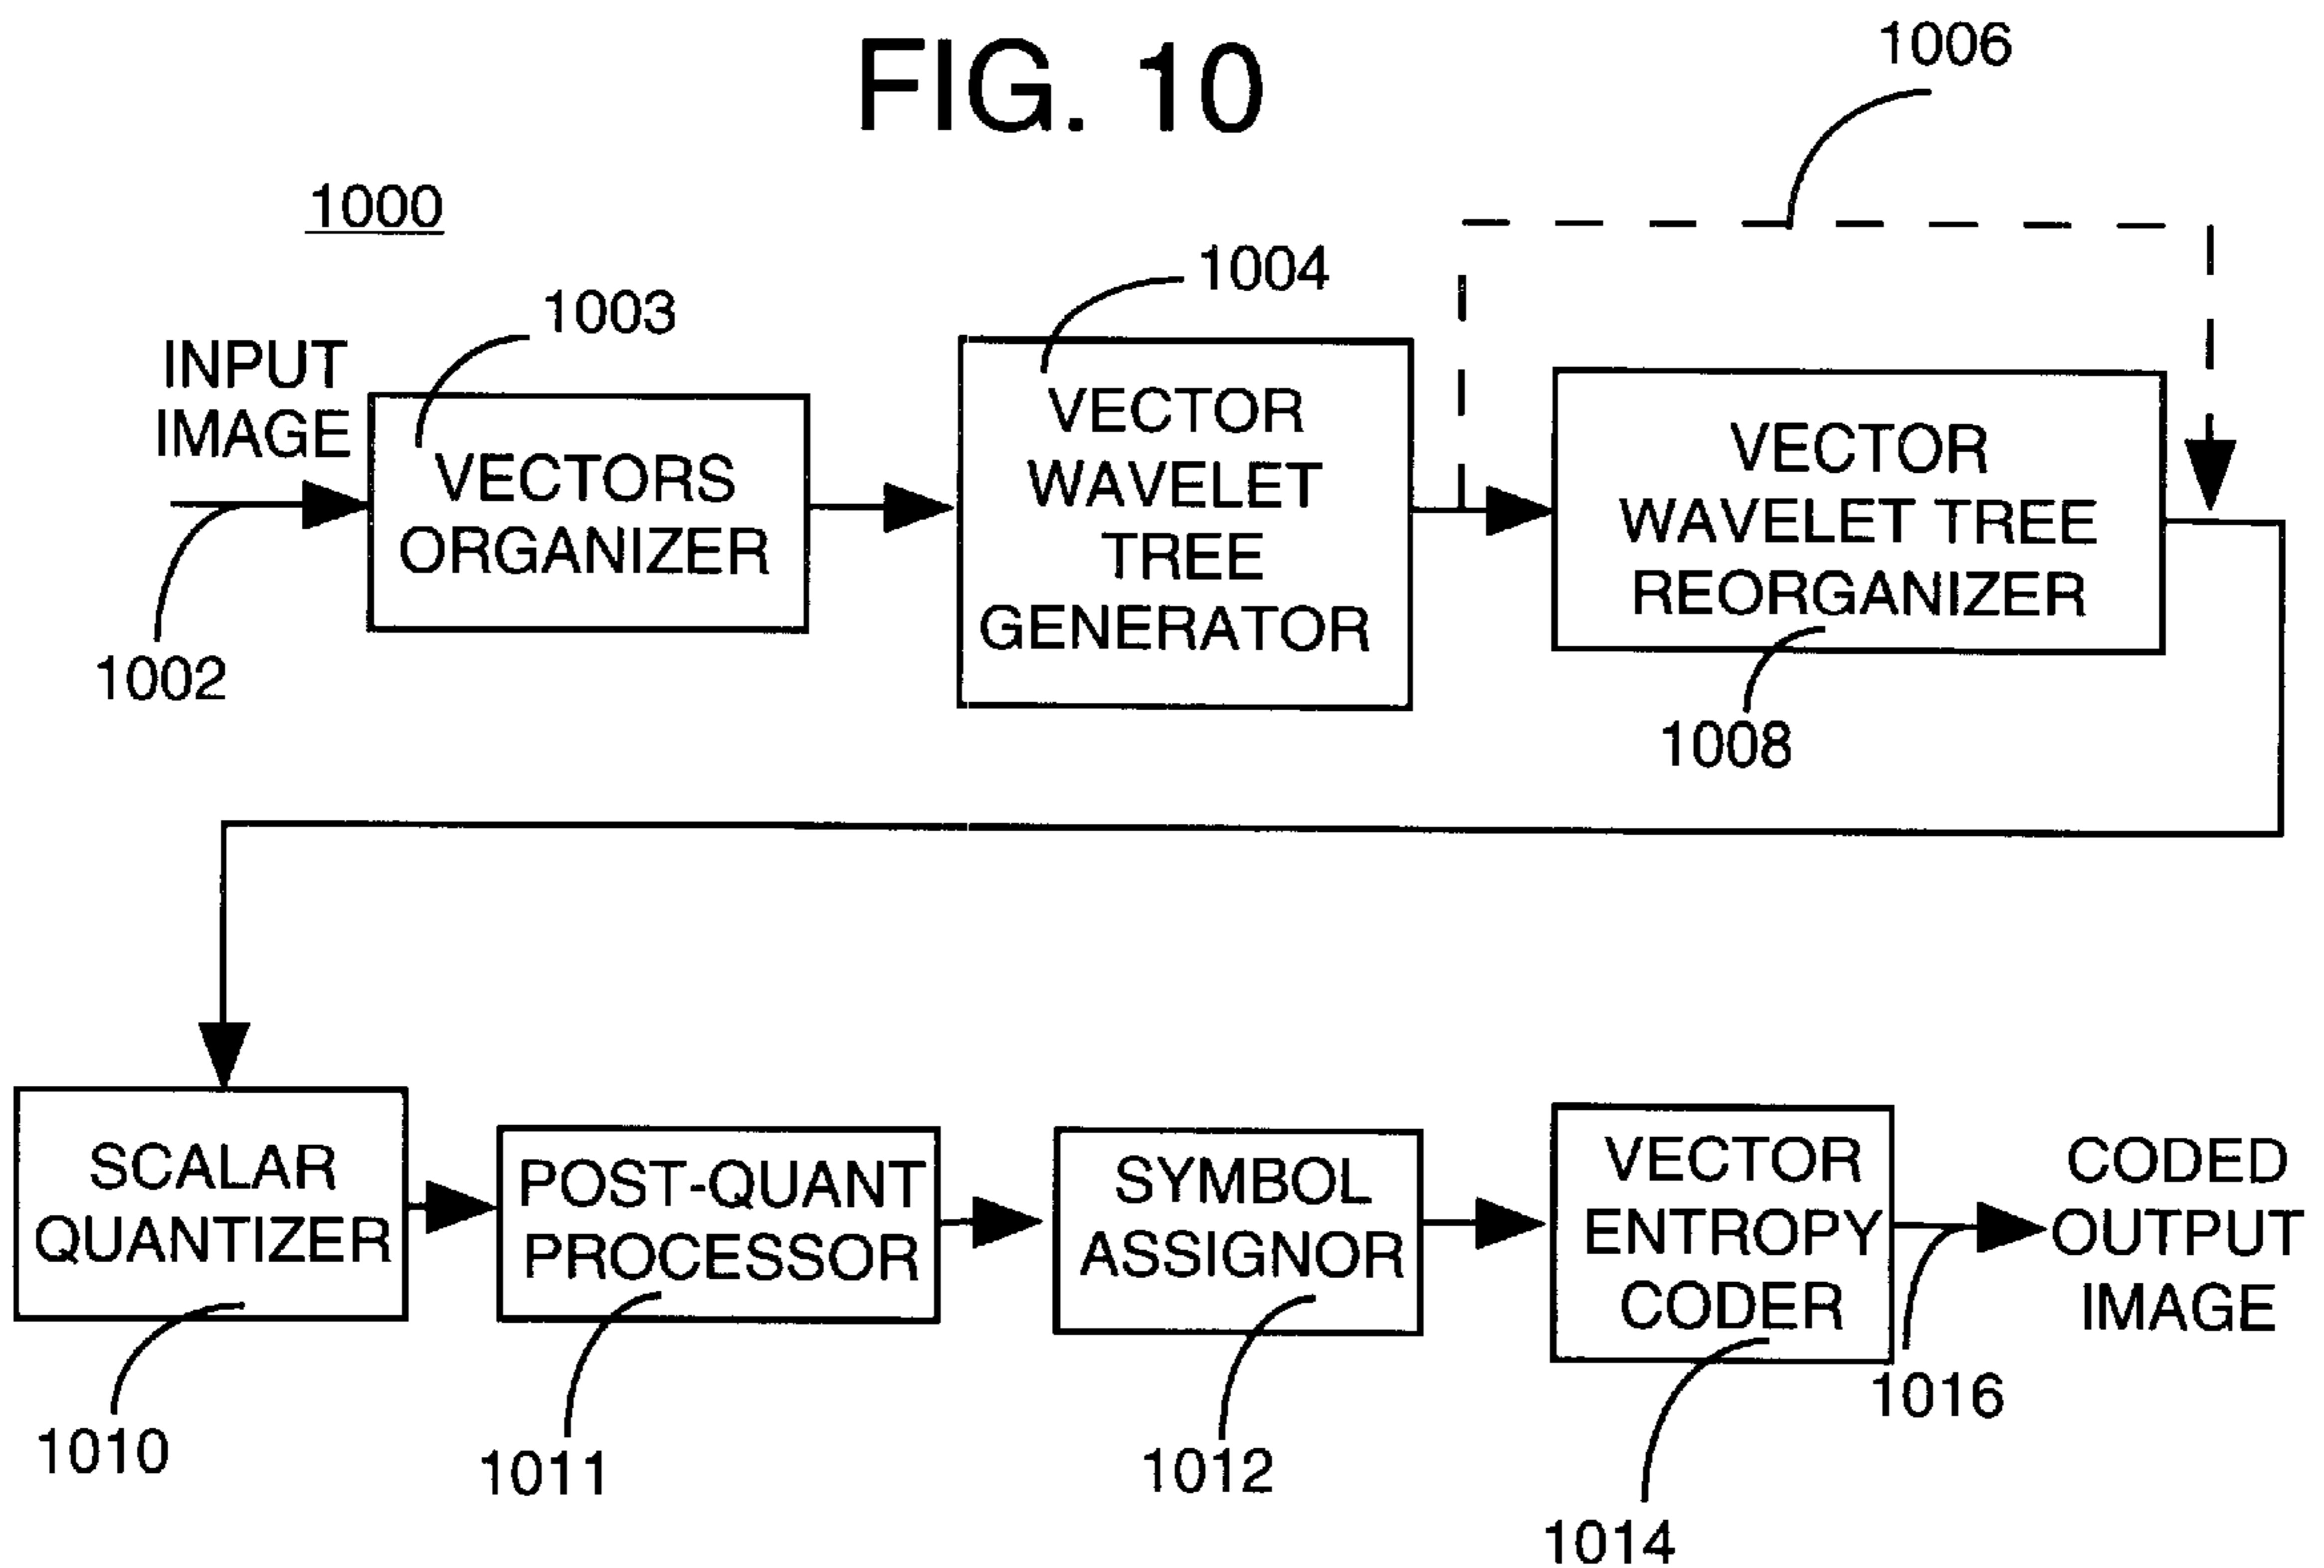 FIG. 10
1006
1000
1004
1003
INPUT
IMAGE
VECTORS
ORGANIZER
VECTOR
WAVELET
TREE
GENERATOR
VECTOR
WAVELET TREE
REORGANIZER
1002
1008
SCALAR
QUANTIZER
POST-QUANT
PROCESSOR
SYMBOL
ASSIGNOR
VECTOR
ENTROPY
CODER
CODED
OUTPUT
IMAGE
1010
1011
1012
1014
1016